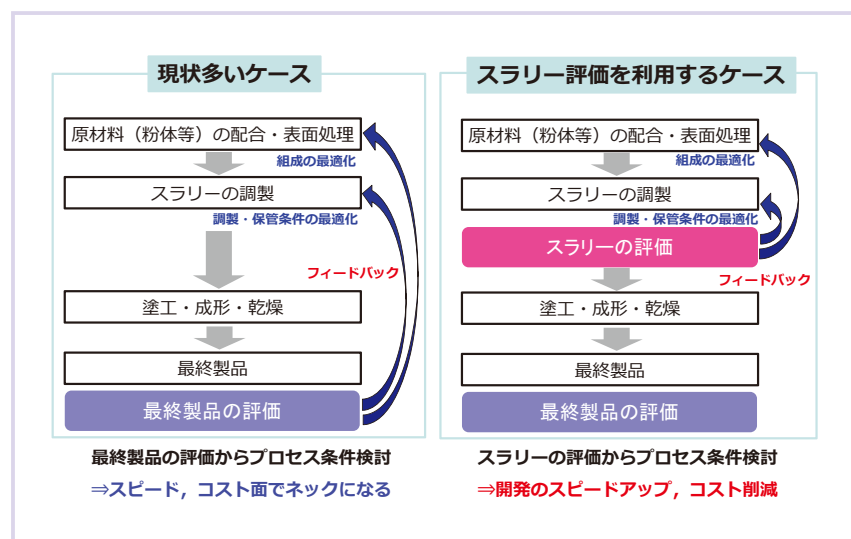 現状多いケース
原材料（粉体等）の配合・表面処理
組成の最適化
スラリーの調製
調製・保管条件の最適化
フィードバック
塗工・成形・乾燥
最終製品
最終製品の評価
最終製品の評価からプロセス条件検討
⇒スピード，コスト面でネックになる
スラリー評価を利用するケース
原材料（粉体等）の配合・表面処理
組成の最適化
スラリーの調製
調製・保管条件の最適化
スラリーの評価
フィードバック
塗工・成形・乾燥
最終製品
最終製品の評価
スラリーの評価からプロセス条件検討
⇒開発のスピードアップ，コスト削減